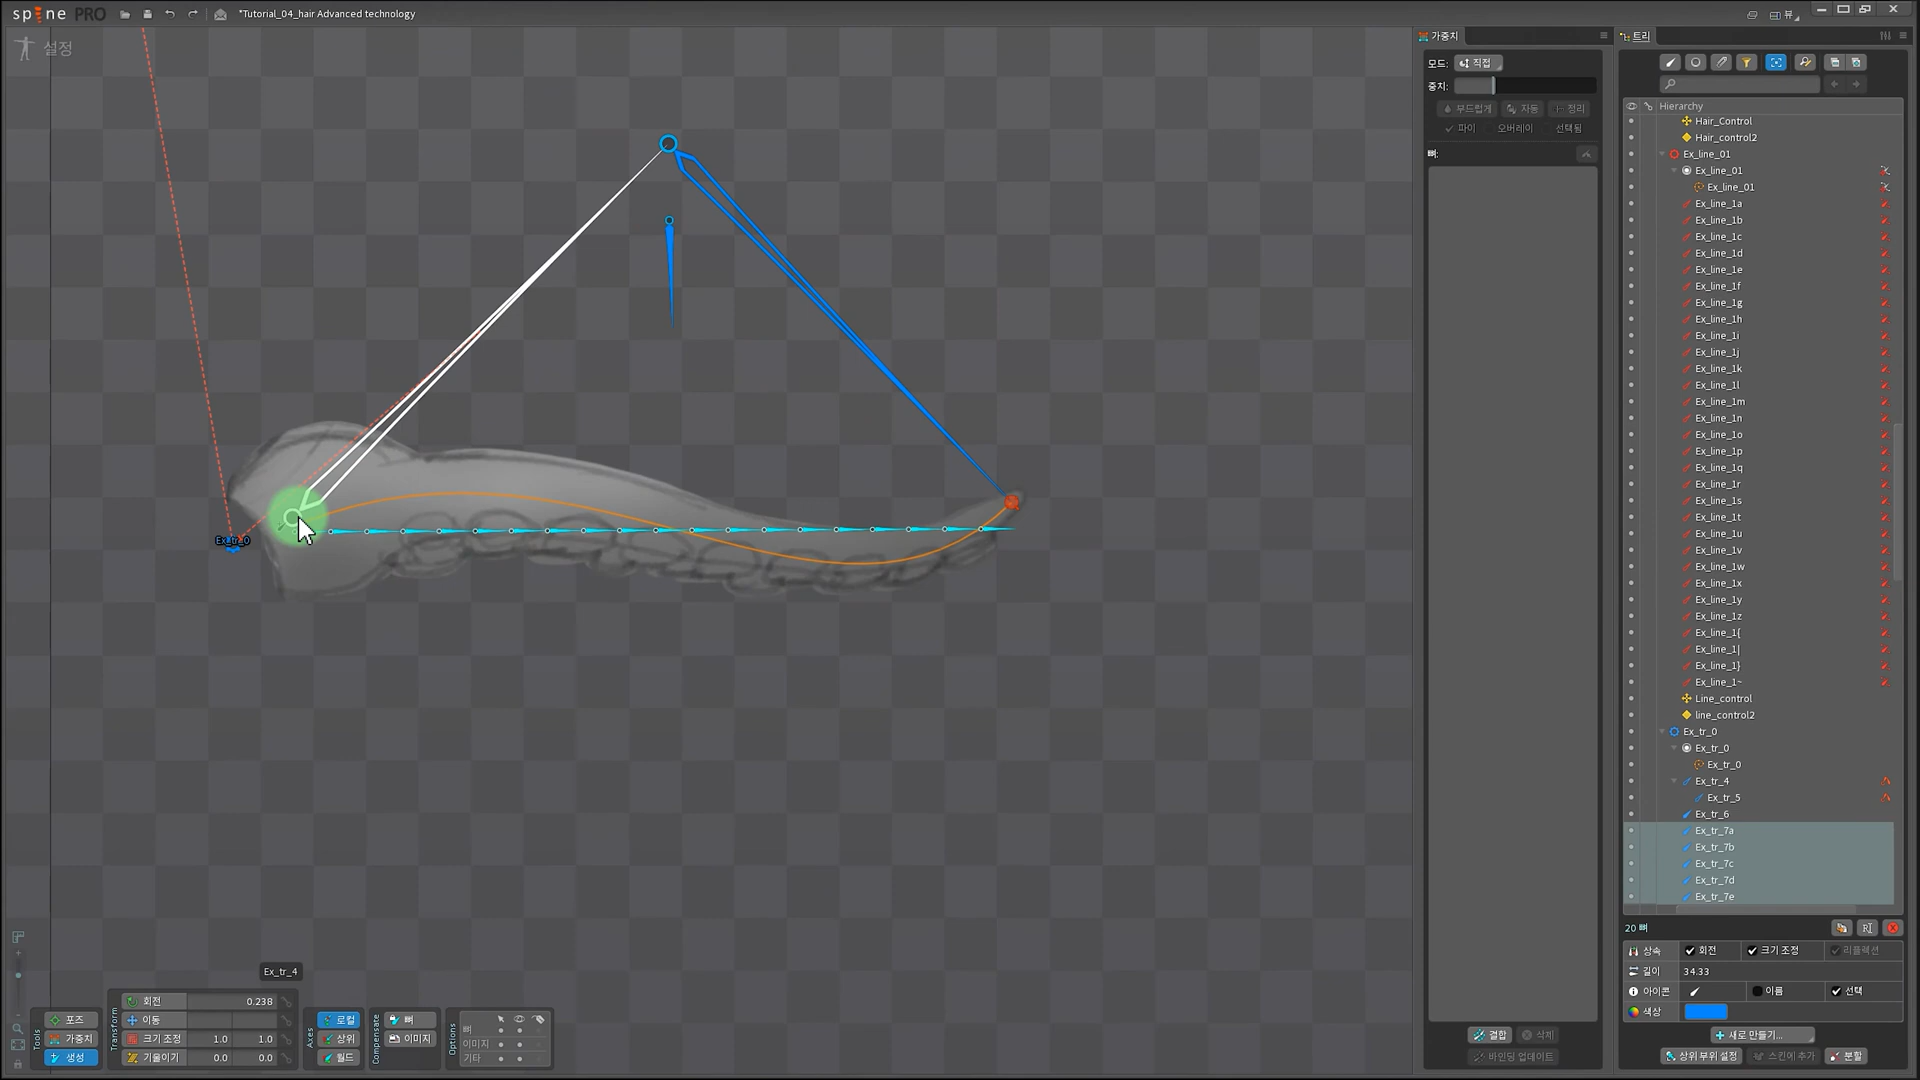 spine PRO
*Tutorial_04_hair Advanced technology
뷰
설정
Ex_tr_0
Ex_tr_4
Tools
포즈
가중치
생성
Transform
회전 0.238
이동
크기 조정 1.0 1.0
기울이기 0.0 0.0
Axes
로컬
상위
월드
Compensate
뼈
이미지
Options
뼈
이미지
기타
가중치
모드: 직접
중치:
부드럽게 자동 정리
파이 오버레이 선택됨
뼈:
결합 삭제
바인딩 업데이트
트리
Hierarchy
Hair_Control
Hair_control2
Ex_line_01
Ex_line_01
Ex_line_01
Ex_line_1a
Ex_line_1b
Ex_line_1c
Ex_line_1d
Ex_line_1e
Ex_line_1f
Ex_line_1g
Ex_line_1h
Ex_line_1i
Ex_line_1j
Ex_line_1k
Ex_line_1l
Ex_line_1m
Ex_line_1n
Ex_line_1o
Ex_line_1p
Ex_line_1q
Ex_line_1r
Ex_line_1s
Ex_line_1t
Ex_line_1u
Ex_line_1v
Ex_line_1w
Ex_line_1x
Ex_line_1y
Ex_line_1z
Ex_line_1{
Ex_line_1|
Ex_line_1}
Ex_line_1~
Line_control
line_control2
Ex_tr_0
Ex_tr_0
Ex_tr_0
Ex_tr_4
Ex_tr_5
Ex_tr_6
Ex_tr_7a
Ex_tr_7b
Ex_tr_7c
Ex_tr_7d
Ex_tr_7e
20 뼈
상속 회전 크기 조정 리플렉션
길이 34.33
아이콘 이름 선택
색상
새로 만들기...
상위 부위 설정 스킨에 추가 분할